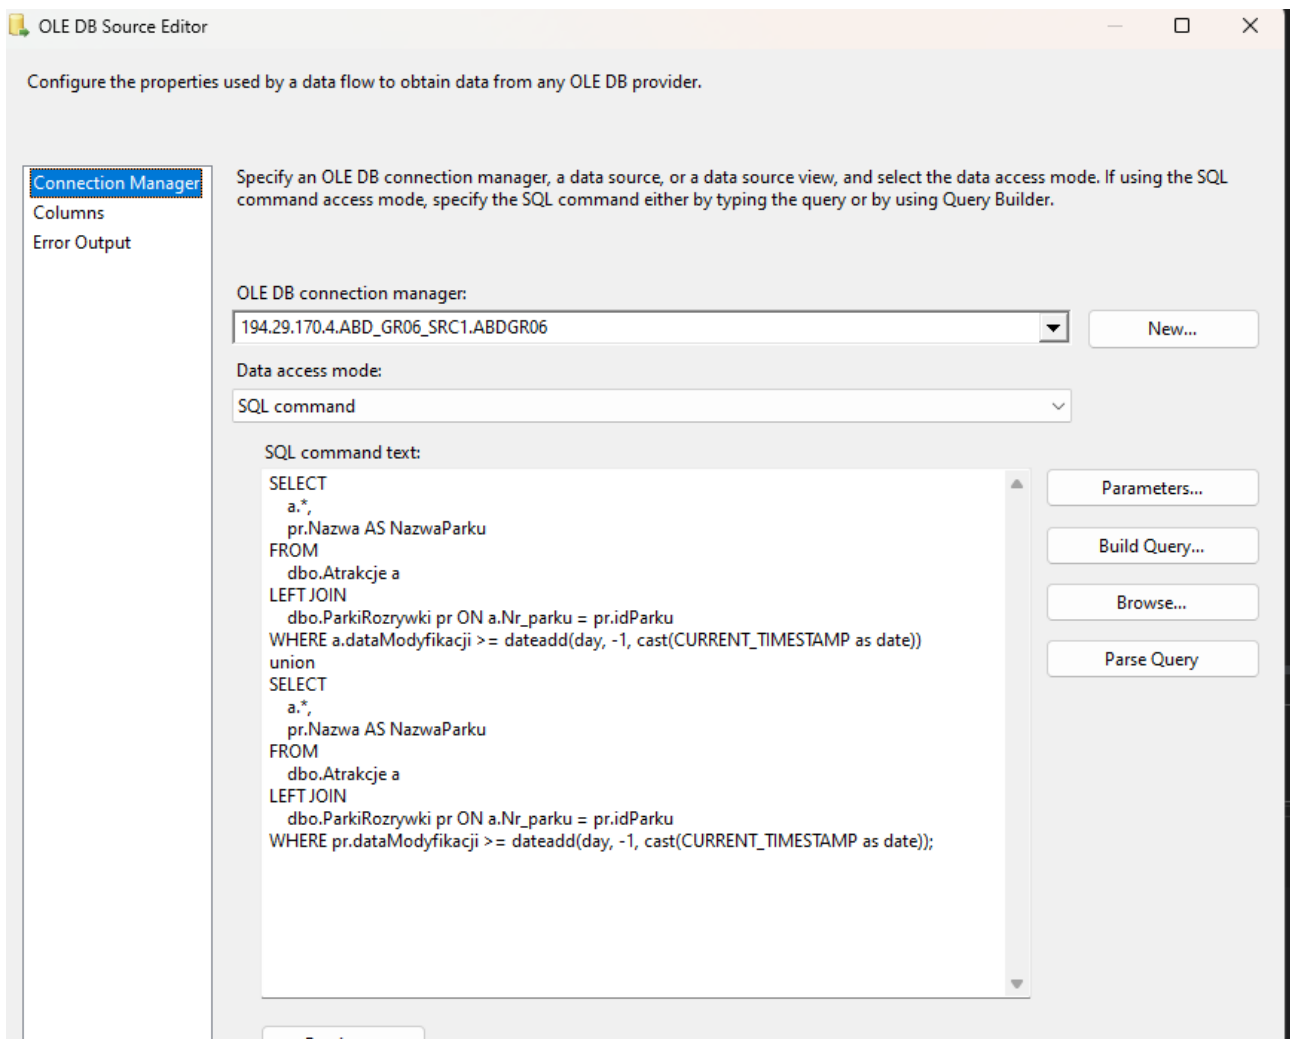 OLE DB Source Editor
Configure the properties used by a data flow to obtain data from any OLE DB provider.
Connection Manager
Columns
Error Output
Specify an OLE DB connection manager, a data source, or a data source view, and select the data access mode. If using the SQL
command access mode, specify the SQL command either by typing the query or by using Query Builder.
OLE DB connection manager:
194.29.170.4.ABD_GR06_SRC1.ABDGR06
New...
Data access mode:
SQL command
SQL command text:
SELECT
a.*,
pr.Nazwa AS NazwaParku
FROM
dbo.Atrakcje a
LEFT JOIN
dbo.ParkiRozrywki pr ON a.Nr_parku = pr.idParku
WHERE a.dataModyfikacji >= dateadd(day, -1, cast(CURRENT_TIMESTAMP as date))
union
SELECT
a.*,
pr.Nazwa AS NazwaParku
FROM
dbo.Atrakcje a
LEFT JOIN
dbo.ParkiRozrywki pr ON a.Nr_parku = pr.idParku
WHERE pr.dataModyfikacji >= dateadd(day, -1, cast(CURRENT_TIMESTAMP as date));
Parameters...
Build Query...
Browse...
Parse Query